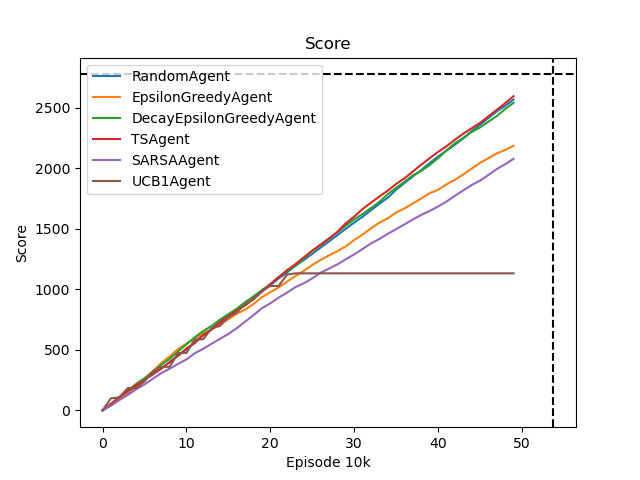 Score
RandomAgent
EpsilonGreedyAgent
DecayEpsilonGreedyAgent
TSAgent
SARSAAgent
UCB1Agent
Score
2500
2000
1500
1000
500
0
0 10 20 30 40 50
Episode 10k